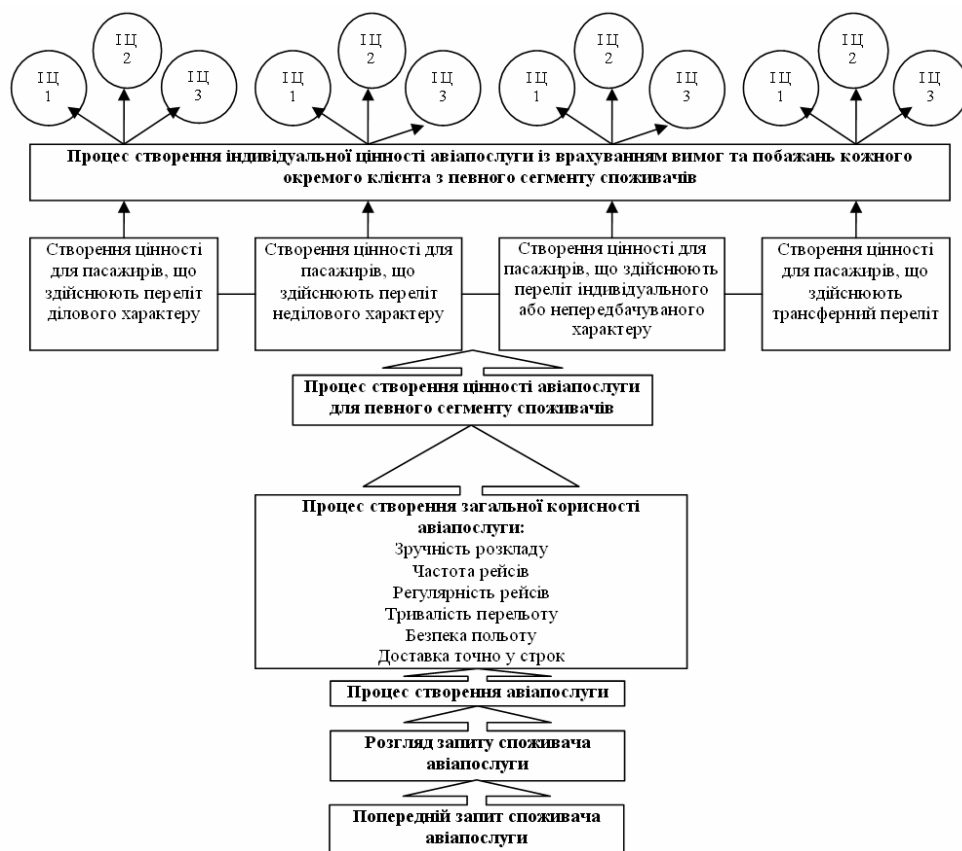 І Ц
1
І Ц
2
І Ц
3
І Ц
1
І Ц
2
І Ц
3
І Ц
1
І Ц
2
І Ц
3
І Ц
1
І Ц
2
І Ц
3
Процес створення індивідуальної цінності авіапослуги із врахуванням вимог та побажань кожного
окремого клієнта з певного сегменту споживачів
Створення цінності
для пасажирів, що
здійснюють переліт
ділового характеру
Створення цінності для
пасажирів, що
здійснюють переліт
неділового характеру
Створення цінності для
пасажирів, що здійснюють
переліт індивідуального
або непередбачуваного
характеру
Створення цінності
для пасажирів, що
здійснюють
трансферний переліт
Процес створення цінності авіапослуги
для певного сегменту споживачів
Процес створення загальної корисності
авіапослуги:
Зручність розкладу
Частота рейсів
Регулярність рейсів
Тривалість перельоту
Безпека польоту
Доставка точно у строк
Процес створення авіапослуги
Розгляд запиту споживача
авіапослуги
Попередній запит споживача
авіапослуги